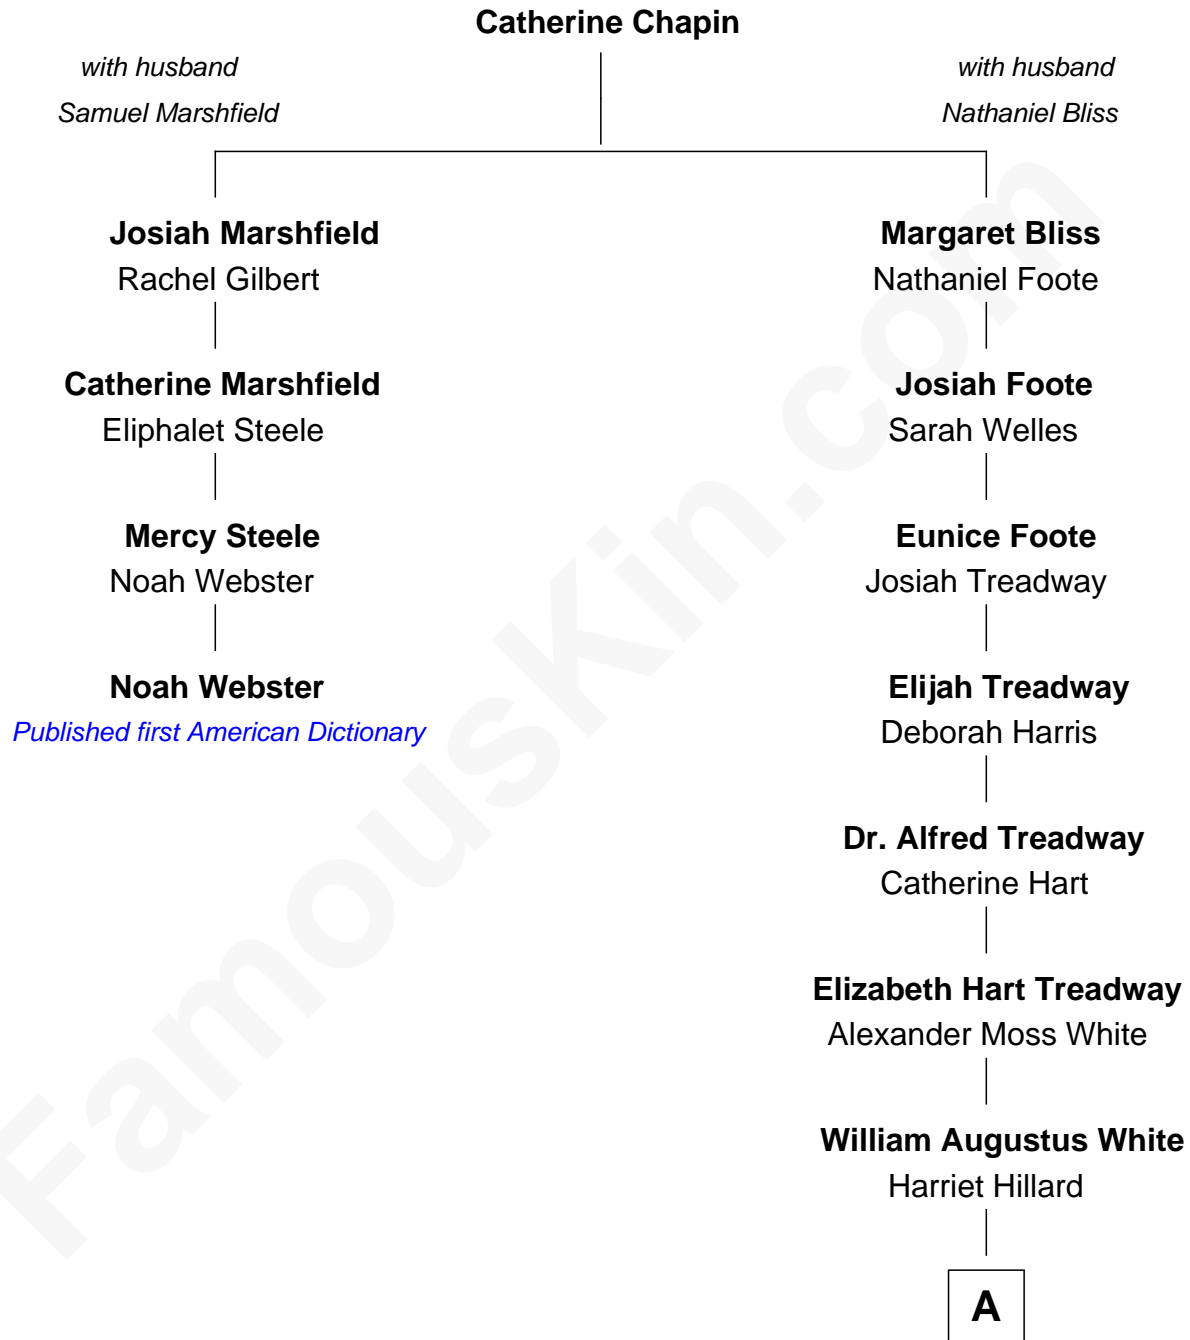 Catherine Chapin
with husband
Samuel Marshfield
with husband
Nathaniel Bliss
Josiah Marshfield
Rachel Gilbert
Margaret Bliss
Nathaniel Foote
Catherine Marshfield
Eliphalet Steele
Josiah Foote
Sarah Welles
Mercy Steele
Noah Webster
Eunice Foote
Josiah Treadway
Noah Webster
Published first American Dictionary
Elijah Treadway
Deborah Harris
Dr. Alfred Treadway
Catherine Hart
Elizabeth Hart Treadway
Alexander Moss White
William Augustus White
Harriet Hillard
A
FamousKin.com